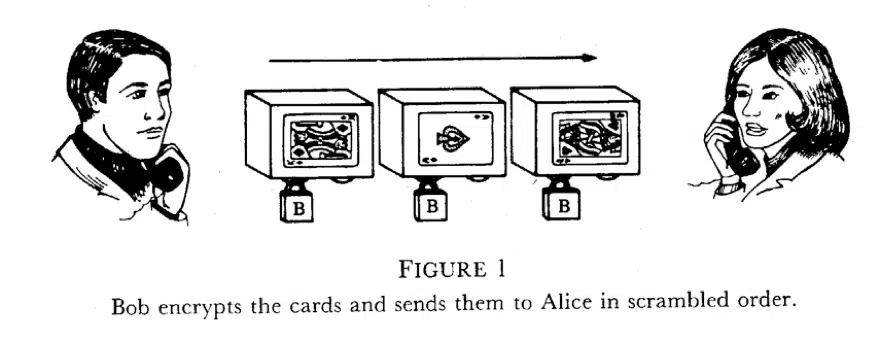 B B B
FIGURE 1
Bob encrypts the cards and sends them to Alice in scrambled order.